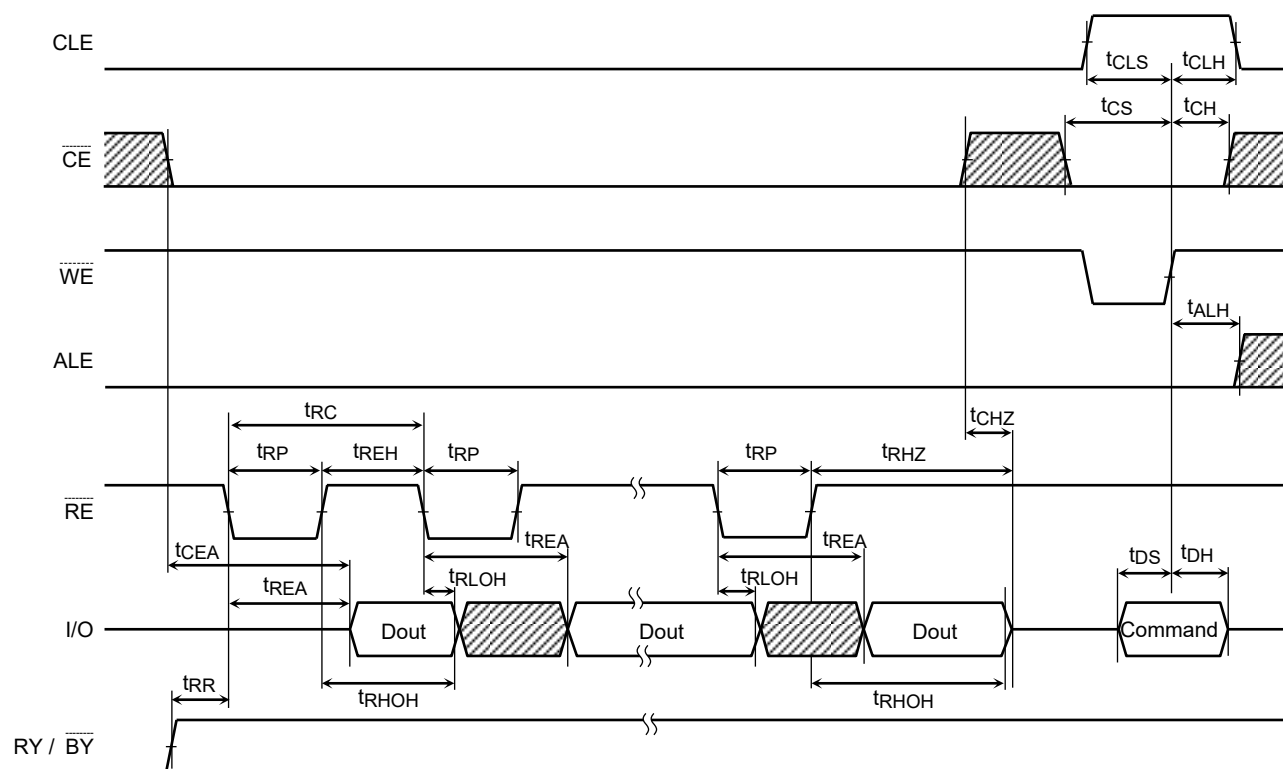 CLE
tCLS tCLH
tCS tCH
CE
WE
tALH
ALE
tRC
tCHZ
tRP tREH tRP tRP tRHZ
RE
tCEA tREA tREA
tREA tRLOH tRLOH tDS tDH
I/O Dout Dout Dout Command
tRR tRHOH tRHOH
RY / BY